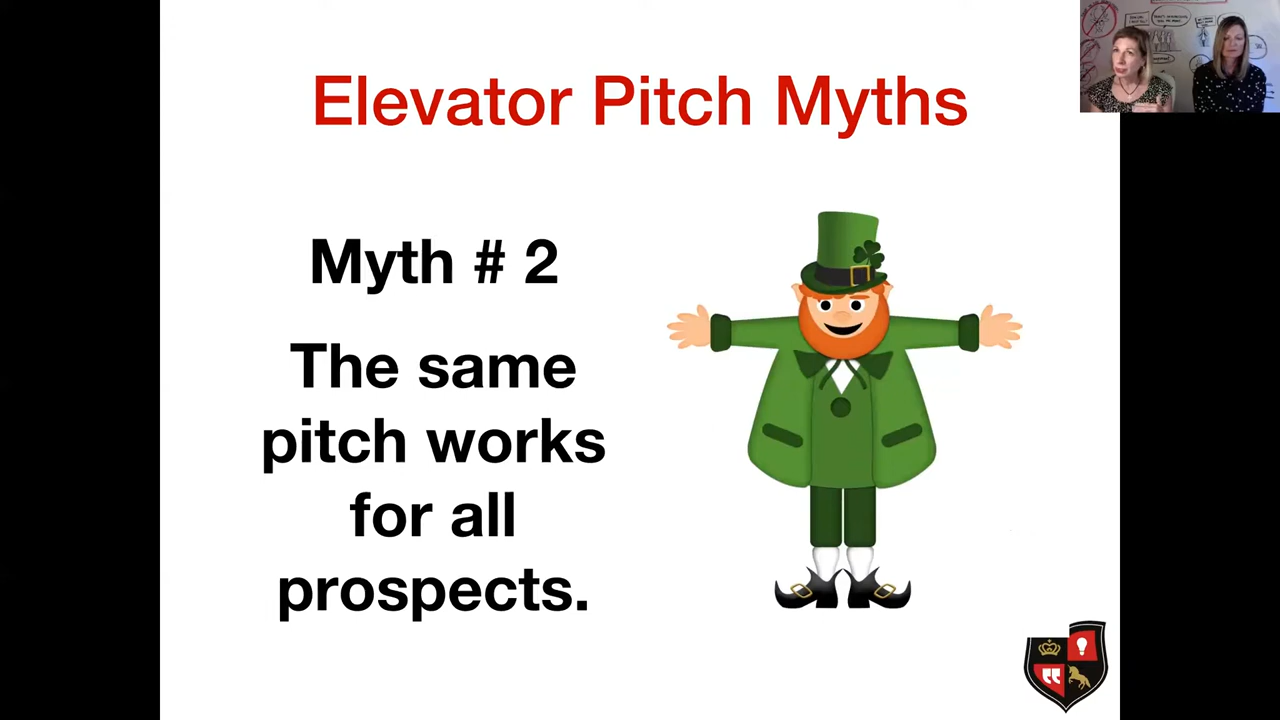 Elevator Pitch Myths
Myth # 2
The same
pitch works
for all
prospects.